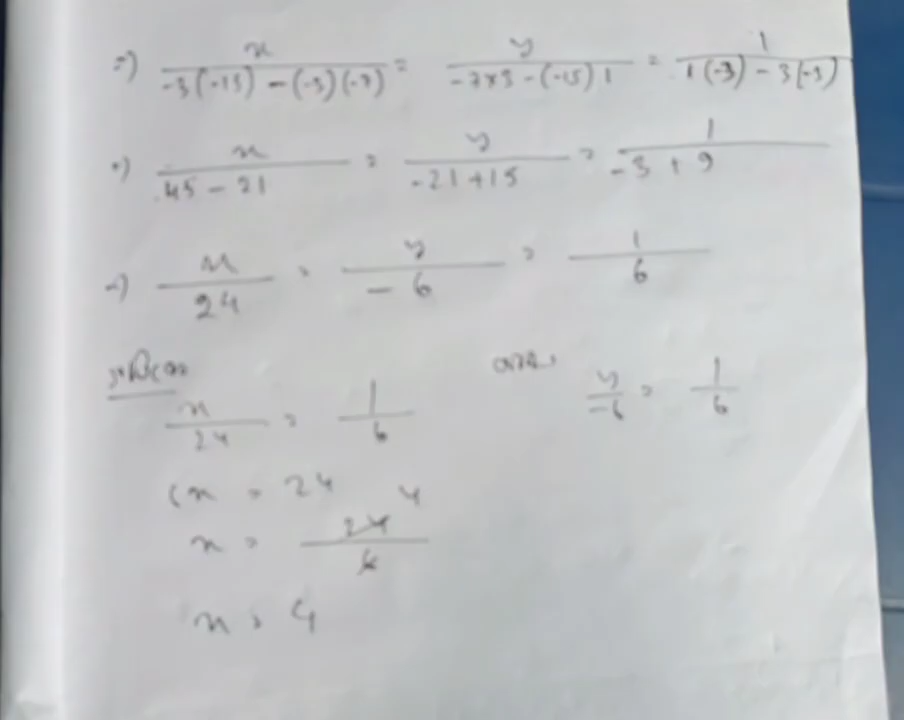 ⇒) x/(-3(-15) - (-3)(-7)) = y/(-7×3 - (-15)1) = 1/(1(-3) - 3(-3))
⇒) x/(45 - 21) = y/(-21 + 15) = 1/(-3 + 9)
⇒) x/24 = y/-6 = 1/6
x/24 = 1/6 y/-6 = 1/6
6x = 24
x = 24/6 4
x = 4